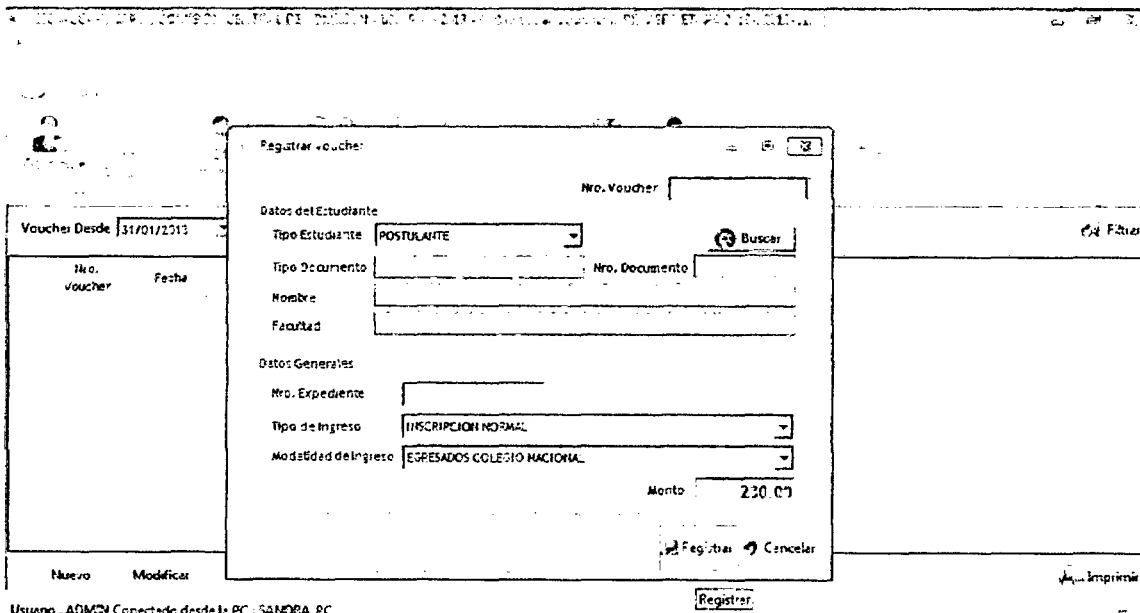 Registrar Voucher
Nro. Voucher
Datos del Estudiante
Voucher Desde 31/01/2013
Tipo Estudiante POSTULANTE Buscar
Filtrar
Nro. Voucher Fecha
Tipo Documento Nro. Documento
Nombre
Facultad
Datos Generales
Nro. Expediente
Tipo de Ingreso INSCRIPCION NORMAL
Modalidad de Ingreso EGRESADOS COLEGIO NACIONAL
Monto 230.00
Registrar Cancelar
Nuevo Modificar Imprimir
Registrar
Usuario - ADMIN Conectado desde la PC : SANDRA_PC